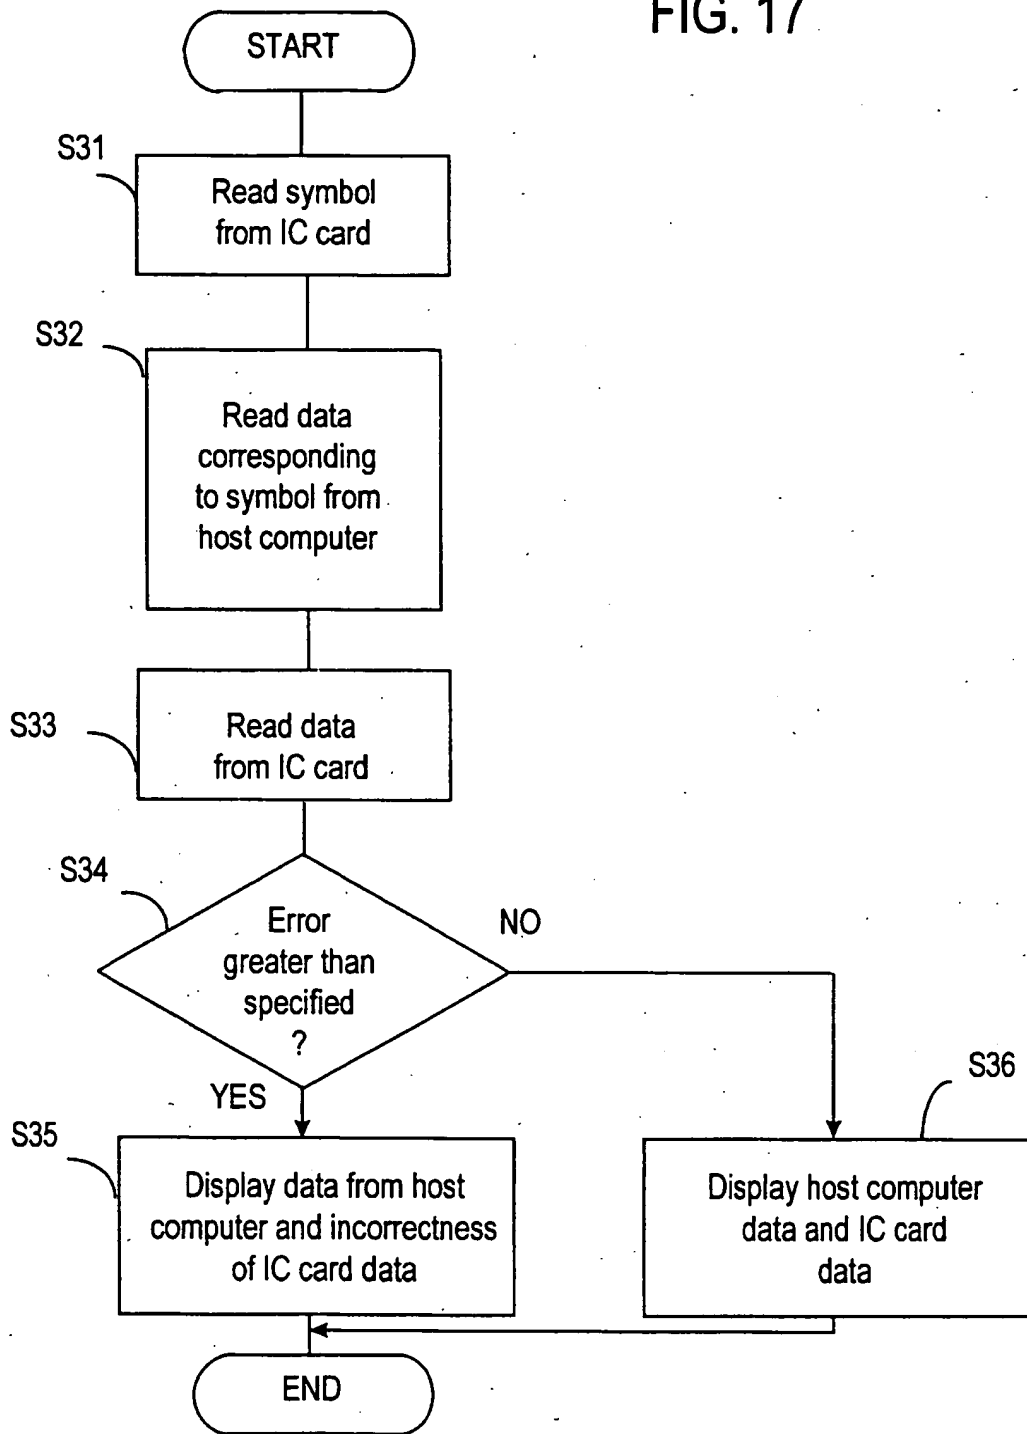 FIG. 17
START
S31
Read symbol
from IC card
S32
Read data
corresponding
to symbol from
host computer
S33
Read data
from IC card
S34
Error
greater than
specified
?
NO
YES
S35
Display data from host
computer and incorrectness
of IC card data
S36
Display host computer
data and IC card
data
END